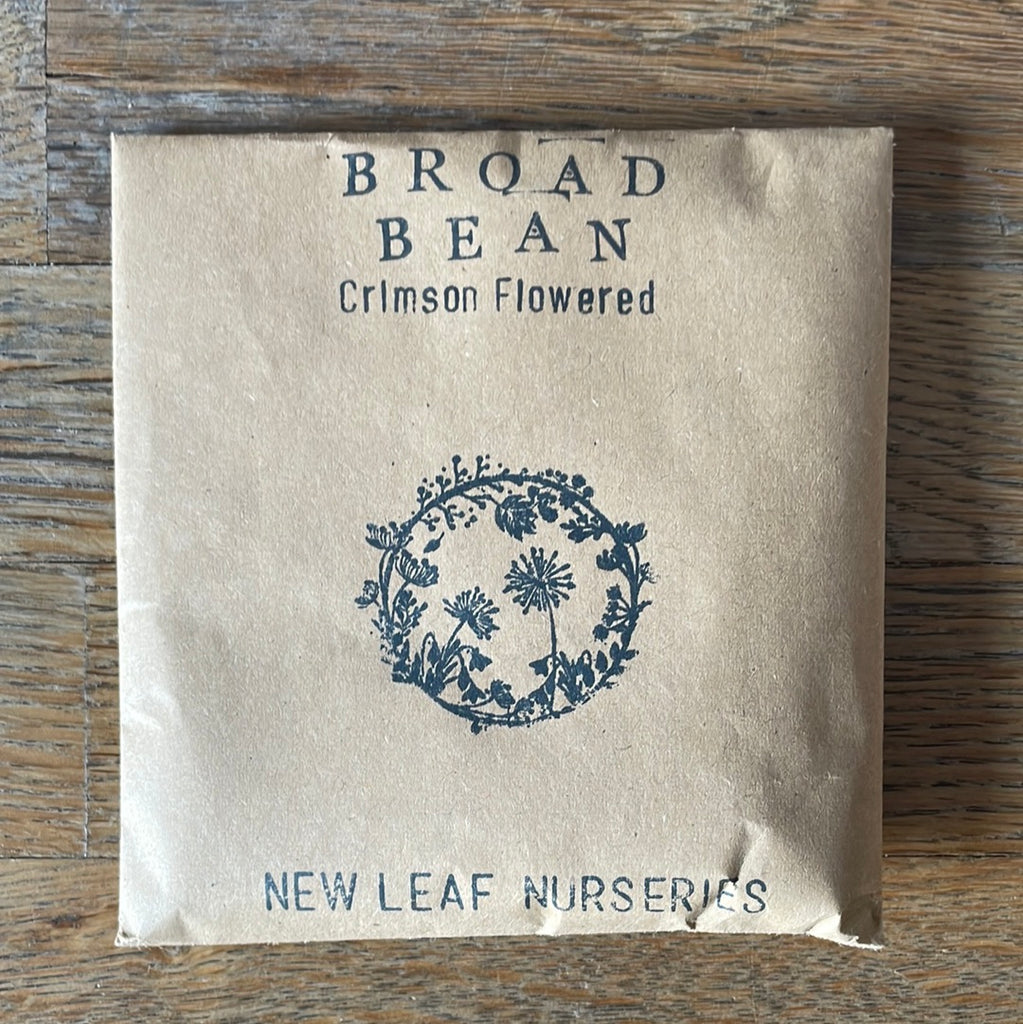 BROAD
BEAN
Crimson Flowered
NEW LEAF NURSERIES